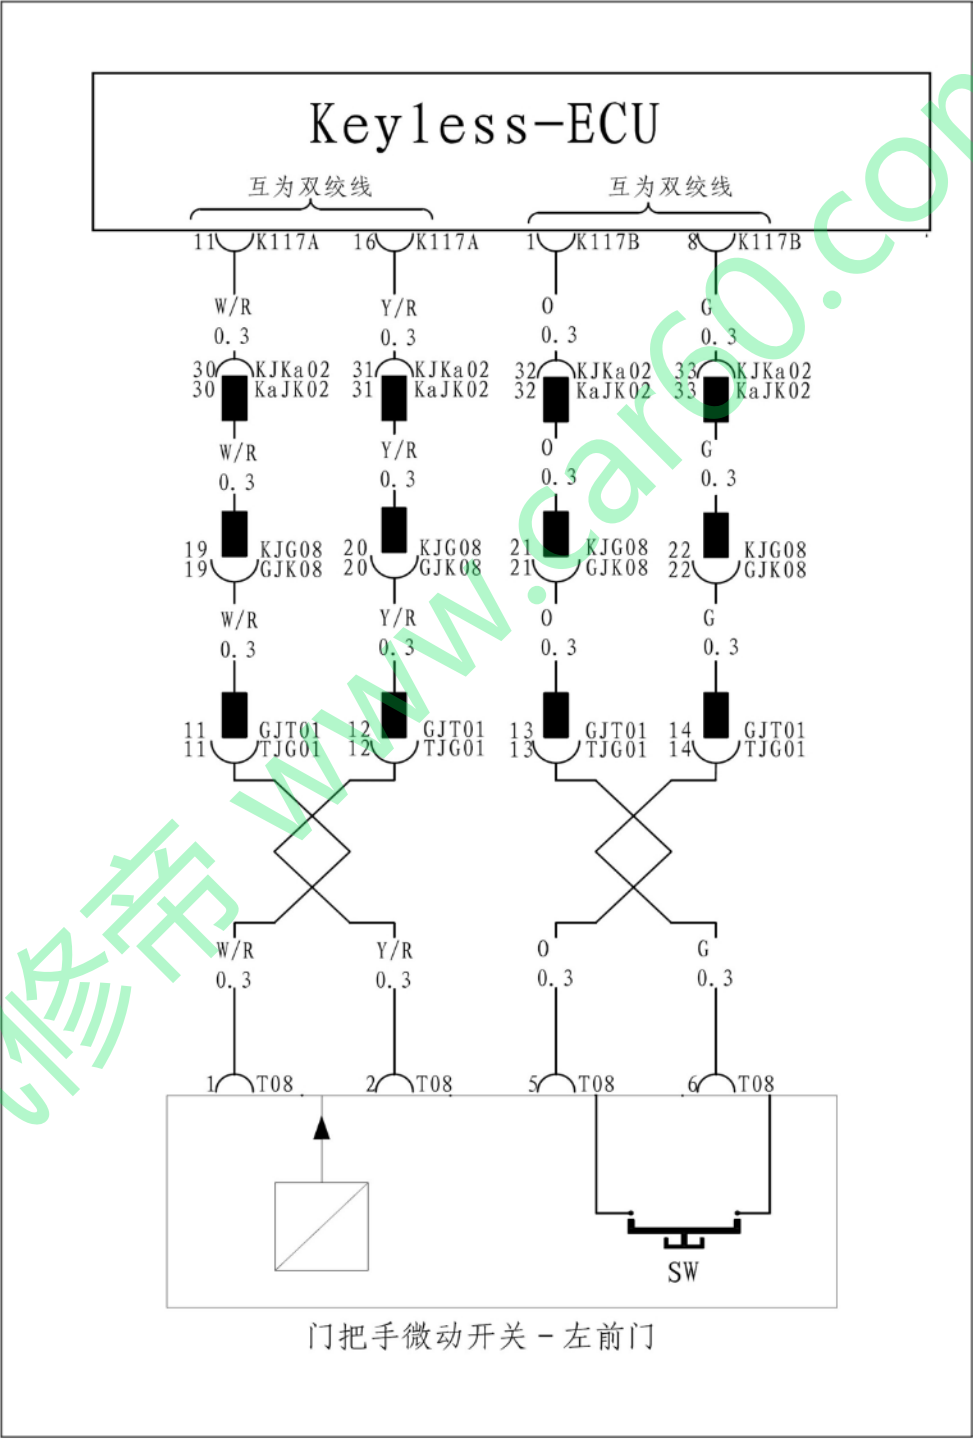 Keyless-ECU
互为双绞线 互为双绞线
11 K117A 16 K117A 1 K117B 8 K117B
W/R Y/R O G
0.3 0.3 0.3 0.3
30 KJKa02 31 KJKa02 32 KJKa02 33 KJKa02
30 KaJK02 31 KaJK02 32 KaJK02 33 KaJK02
W/R Y/R O G
0.3 0.3 0.3 0.3
19 KJG08 20 KJG08 21 KJG08 22 KJG08
19 GJK08 20 GJK08 21 GJK08 22 GJK08
W/R Y/R O G
0.3 0.3 0.3 0.3
11 GJT01 12 GJT01 13 GJT01 14 GJT01
11 TJG01 12 TJG01 13 TJG01 14 TJG01
W/R Y/R O G
0.3 0.3 0.3 0.3
1 T08 2 T08 5 T08 6 T08
SW
门把手微动开关-左前门
修帝 www.car60.com